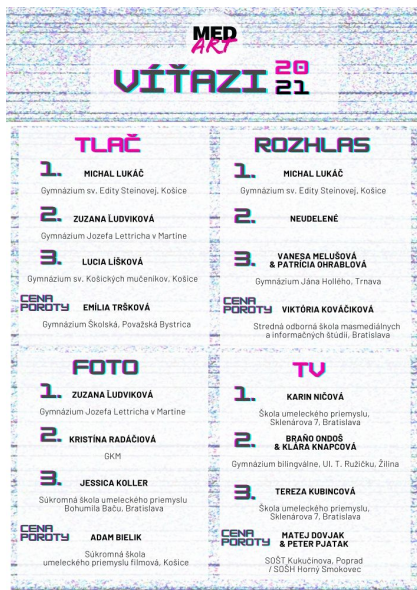 MED
ART
VÍŤAZI 20
21
TLAČ
1. MICHAL LUKÁČ
Gymnázium sv. Edity Steinovej, Košice
2. ZUZANA ĽUDVIKOVÁ
Gymnázium Jozefa Lettricha v Martine
3. LUCIA LÍŠKOVÁ
Gymnázium sv. Košických mučeníkov, Košice
CENA
POROTY EMÍLIA TRŠKOVÁ
Gymnázium Školská, Považská Bystrica
ROZHLAS
1. MICHAL LUKÁČ
Gymnázium sv. Edity Steinovej, Košice
2. NEUDELENÉ
3. VANESA MELUŠOVÁ
& PATRÍCIA OHRABLOVÁ
Gymnázium Jána Hollého, Trnava
CENA
POROTY VIKTÓRIA KOVÁČIKOVÁ
Stredná odborná škola masmediálnych
a informačných štúdií, Bratislava
FOTO
1. ZUZANA ĽUDVIKOVÁ
Gymnázium Jozefa Lettricha v Martine
2. KRISTÍNA RADÁČIOVÁ
GKM
3. JESSICA KOLLER
Súkromná škola umeleckého priemyslu
Bohumila Baču, Bratislava
CENA
POROTY ADAM BIELIK
Súkromná škola
umeleckého priemyslu filmová, Košice
TV
1. KARIN NIČOVÁ
Škola umeleckého priemyslu,
Sklenárova 7, Bratislava
2. BRAŇO ONDOŠ
& KLÁRA KNAPCOVÁ
Gymnázium bilingválne, Ul. T. Ružičku, Žilina
3. TEREZA KUBINCOVÁ
Škola umeleckého priemyslu,
Sklenárova 7, Bratislava
CENA
POROTY MATEJ DOVJAK
& PETER PJATAK
SOŠT Kukučínova, Poprad
/ SOŠH Horný Smokovec